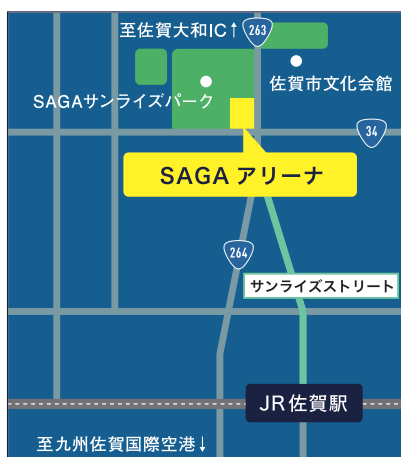 至佐賀大和IC↑
263
佐賀市文化会館
SAGAサンライズパーク
34
SAGA アリーナ
264
サンライズストリート
JR佐賀駅
至九州佐賀国際空港↓